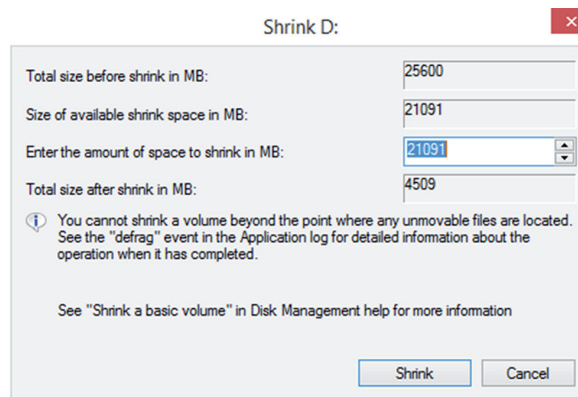 Shrink D:
Total size before shrink in MB: 25600
Size of available shrink space in MB: 21091
Enter the amount of space to shrink in MB: 21091
Total size after shrink in MB: 4509
You cannot shrink a volume beyond the point where any unmovable files are located.
See the "defrag" event in the Application log for detailed information about the
operation when it has completed.
See "Shrink a basic volume" in Disk Management help for more information
Shrink Cancel